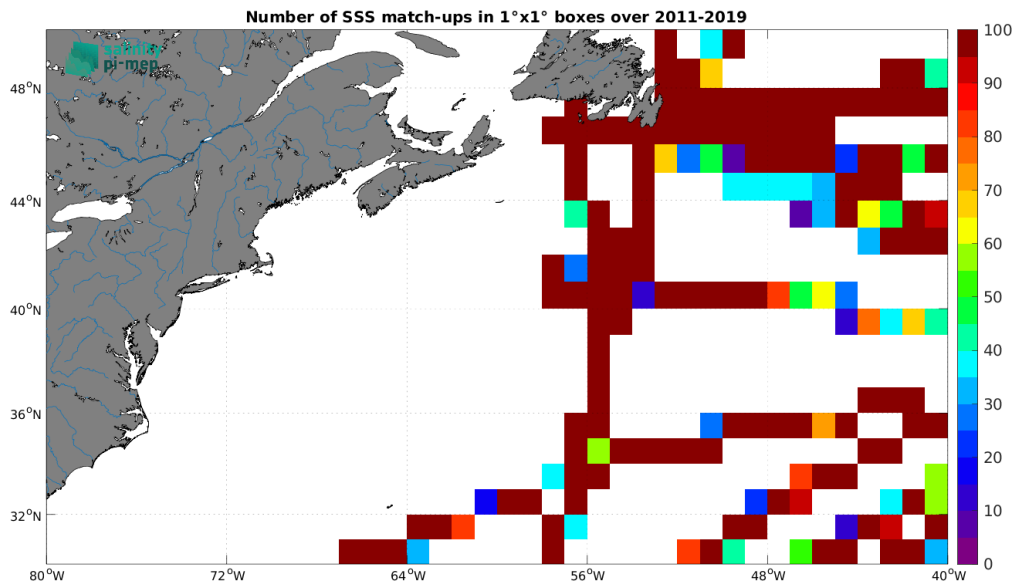 Number of SSS match-ups in 1°x1° boxes over 2011-2019
salinity
pi-mep
48°N
44°N
40°N
36°N
32°N
80°W
72°W
64°W
56°W
48°W
40°W
100
90
80
70
60
50
40
30
20
10
0